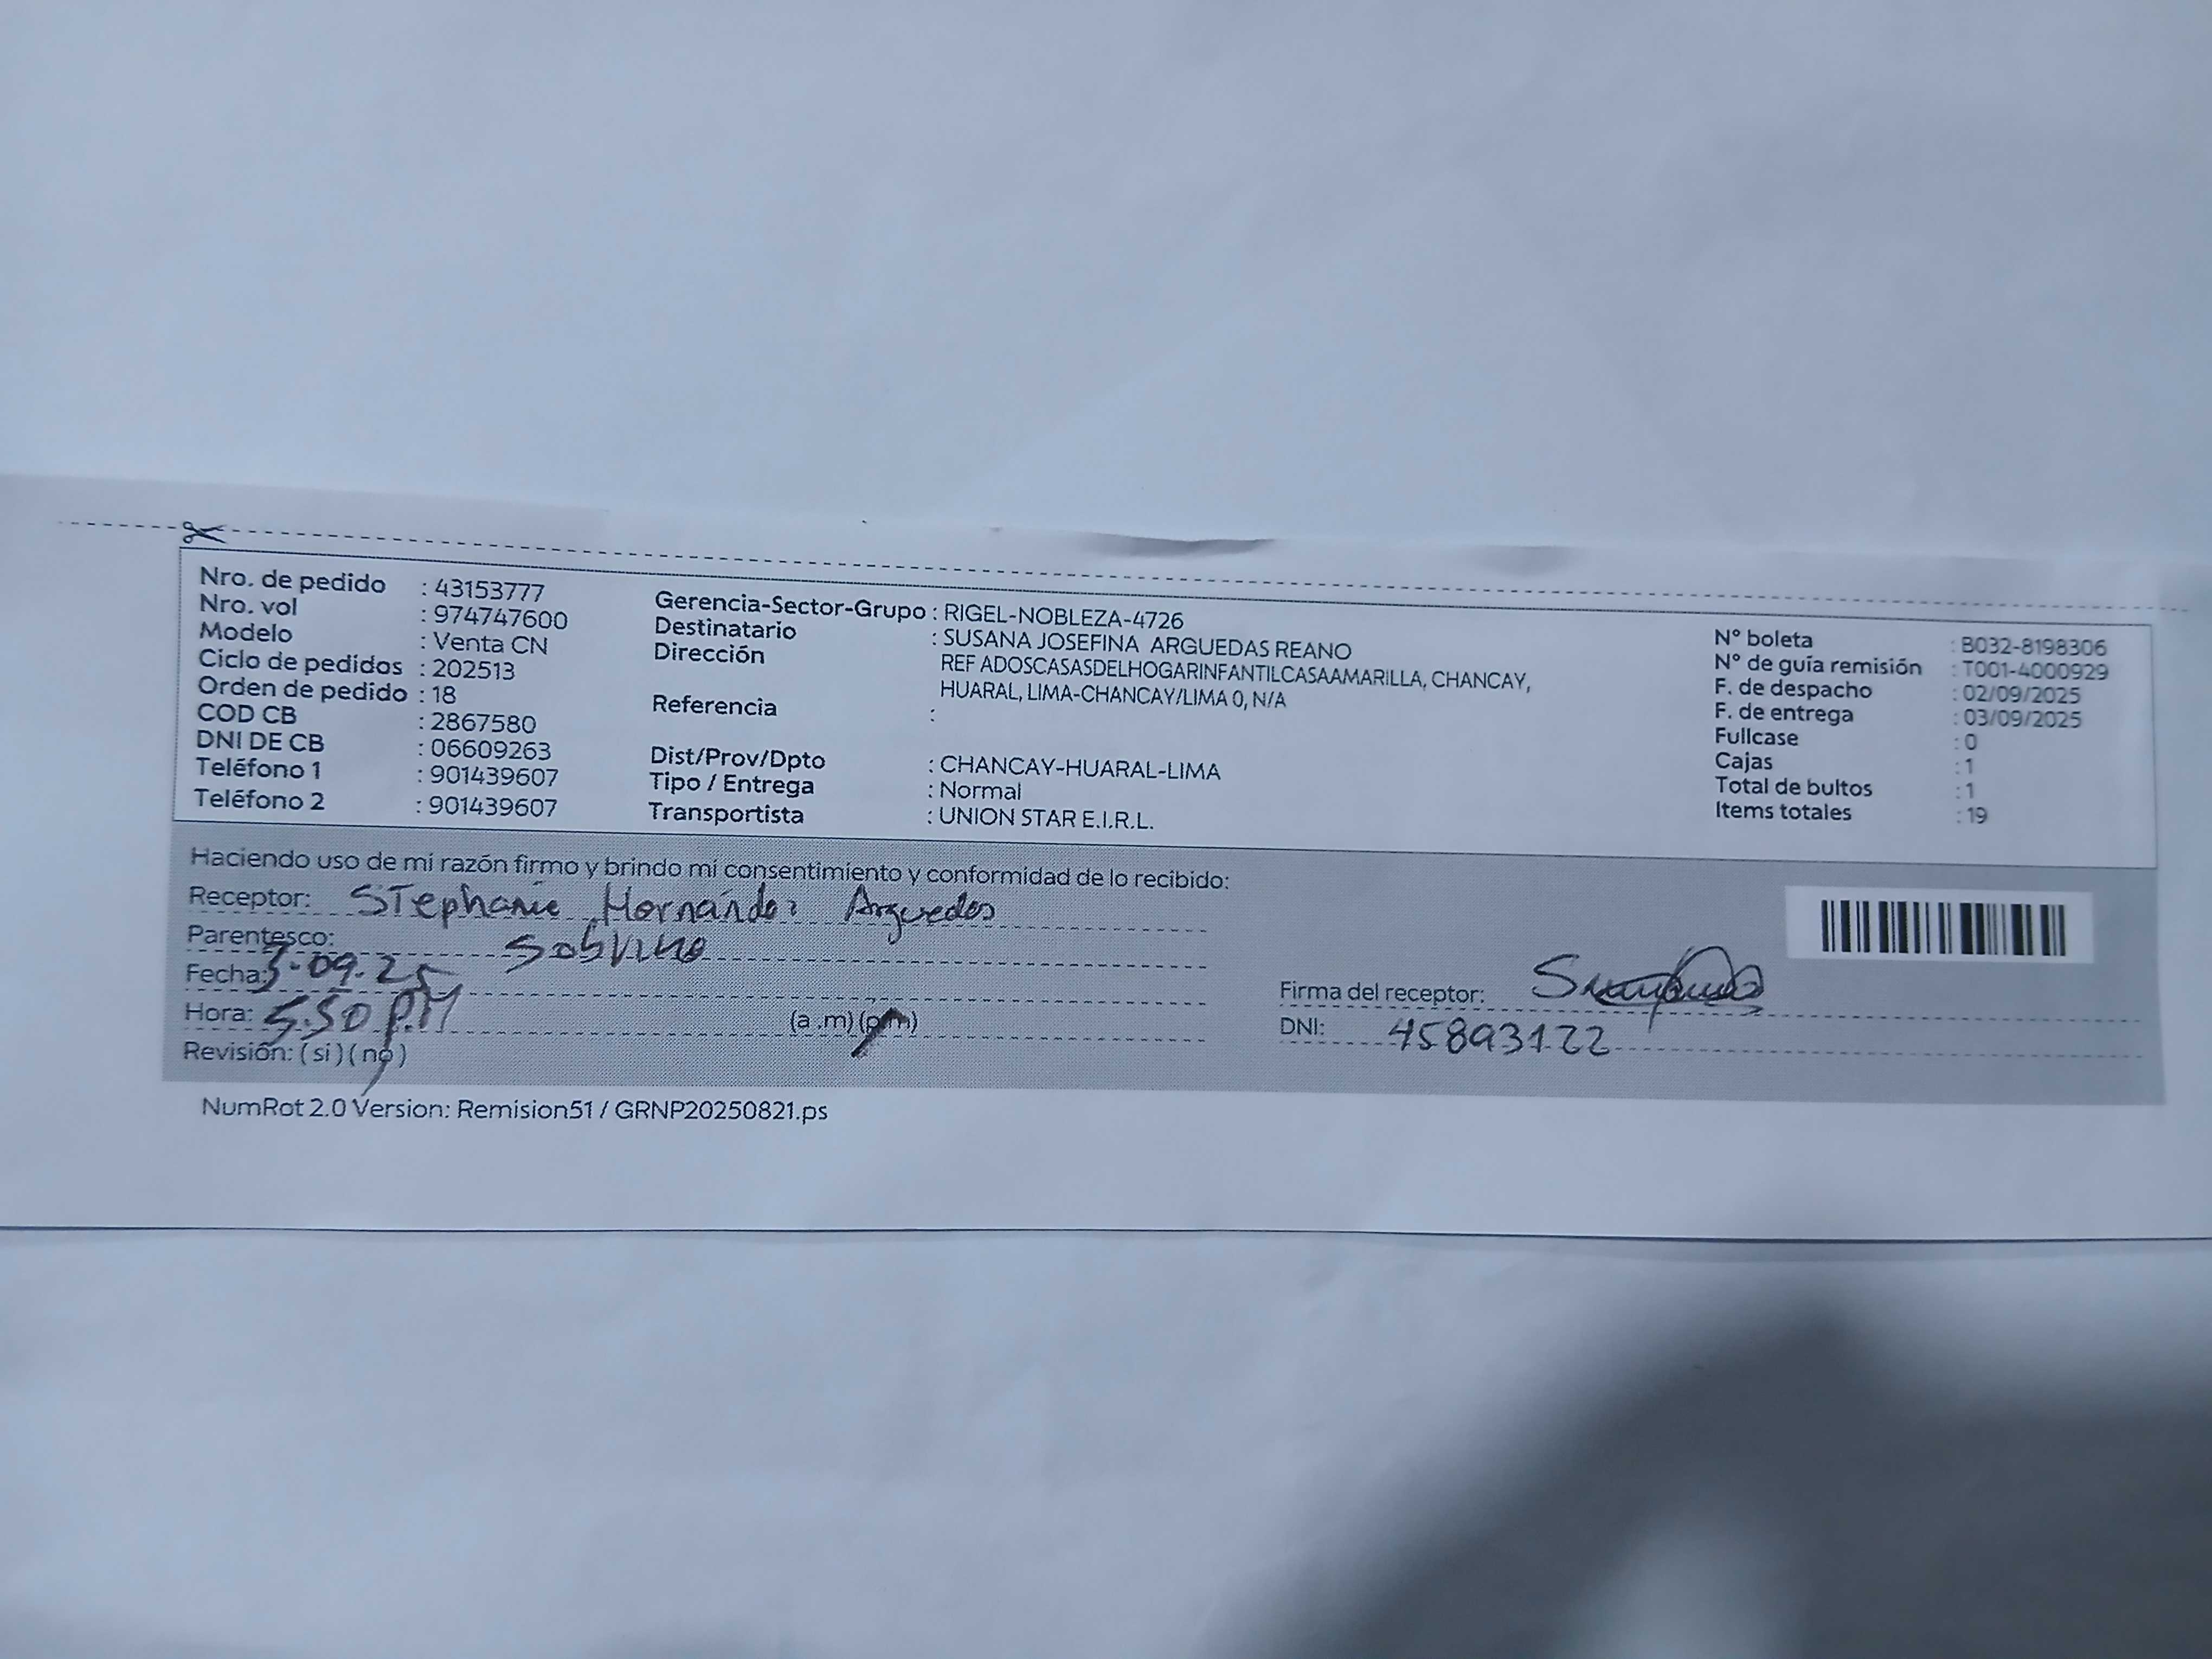 Nro. de pedido : 43153777
Nro. vol : 974747600
Modelo : Venta CN
Ciclo de pedidos : 202513
Orden de pedido : 18
COD CB : 2867580
DNI DE CB : 06609263
Teléfono 1 : 901439607
Teléfono 2 : 901439607
Gerencia-Sector-Grupo : RIGEL-NOBLEZA-4726
Destinatario : SUSANA JOSEFINA ARGUEDAS REANO
Dirección REF ADOSCASASDELHOGARINFANTILCASAAMARILLA, CHANCAY,
HUARAL, LIMA-CHANCAY/LIMA 0, N/A
Referencia :
Dist/Prov/Dpto : CHANCAY-HUARAL-LIMA
Tipo / Entrega : Normal
Transportista : UNION STAR E.I.R.L.
N° boleta : B032-8198306
N° de guía remisión : T001-4000929
F. de despacho : 02/09/2025
F. de entrega : 03/09/2025
Fullcase : 0
Cajas : 1
Total de bultos : 1
Items totales : 19
Haciendo uso de mi razón firmo y brindo mi consentimiento y conformidad de lo recibido:
Receptor: STephanie Hernández Arguedas
Parentesco: Sobrino
Fecha: 3-09-25
Hora: 5.50 P.M (a .m) (p.m)
Revisión: ( si ) ( no )
Firma del receptor:
DNI: 45893122
NumRot 2.0 Version: Remision51 / GRNP20250821.ps